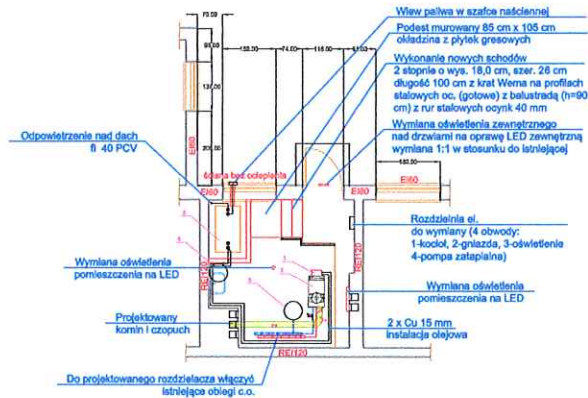 Wlew paliwa w szafce naściennej
Podest murowany 85 cm x 105 cm
okładzina z płytek gresowych
Wykonanie nowych schodów
2 stopnie o wys. 18,0 cm, szer. 26 cm
długość 100 cm z krat Wema na profilach
stalowych oc. (gotowe) z balustradą (h=90
cm) z rur stalowych ocynk 40 mm
Wymiana oświetlenia zewnętrznego
nad drzwiami na oprawę LED zewnętrzną
wymiana 1:1 w stosunku do istniejącej
Odpowietrzenie nad dach
fi 40 PCV
ściana bez ocieplenia
EI60
EI60
EI60
EI60
Rozdzielnia el.
do wymiany (4 obwody:
1-kocioł, 2-gniazda, 3-oświetlenie
4-pompa zatapialna)
REI120
REI120
Wymiana oświetlenia
pomieszczenia na LED
Wymiana oświetlenia
pomieszczenia na LED
Projektowany
komin i czopuch
2 x Cu 15 mm
instalacja olejowa
REI120
Do projektowanego rozdzielacza włączyć
istniejące obiegi c.o.